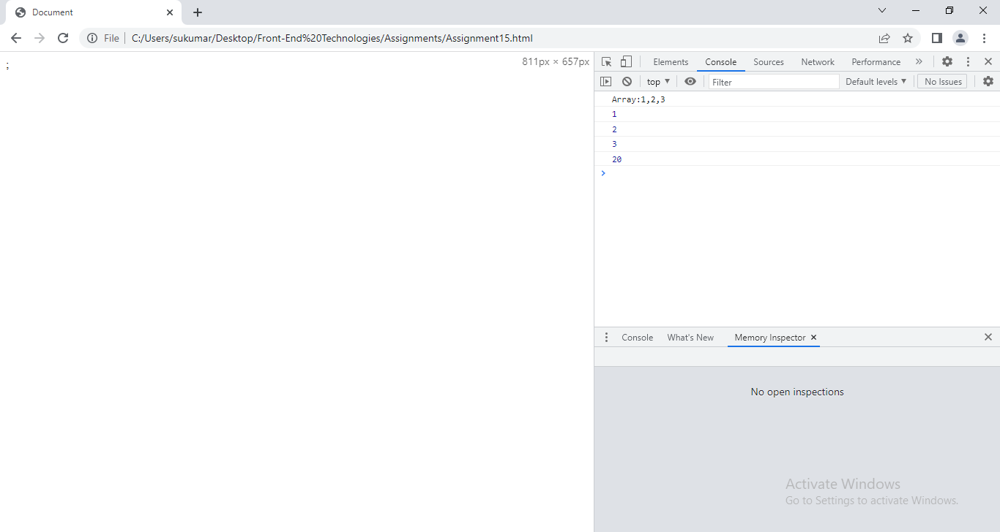 Document
File
C:/Users/sukumar/Desktop/Front-End%20Technologies/Assignments/Assignment15.html
;
811px × 657px
Elements Console Sources Network Performance »
top ▼ Filter Default levels ▼ No Issues
Array:1,2,3
1
2
3
20
>
Console What's New Memory Inspector ×
No open inspections
Activate Windows
Go to Settings to activate Windows.